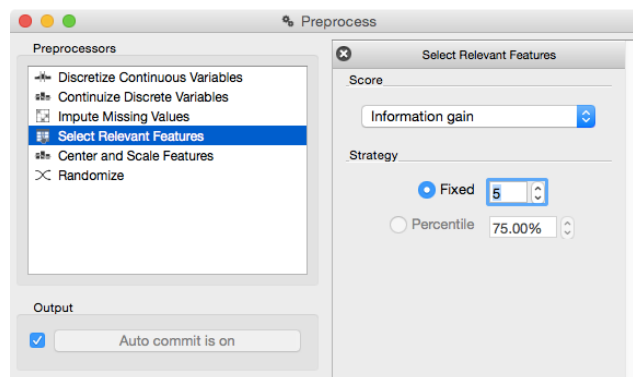 Preprocess
Preprocessors
Discretize Continuous Variables
Continuize Discrete Variables
Impute Missing Values
Select Relevant Features
Center and Scale Features
Randomize
Output
Auto commit is on
Select Relevant Features
Score
Information gain
Strategy
Fixed 5
Percentile 75.00%